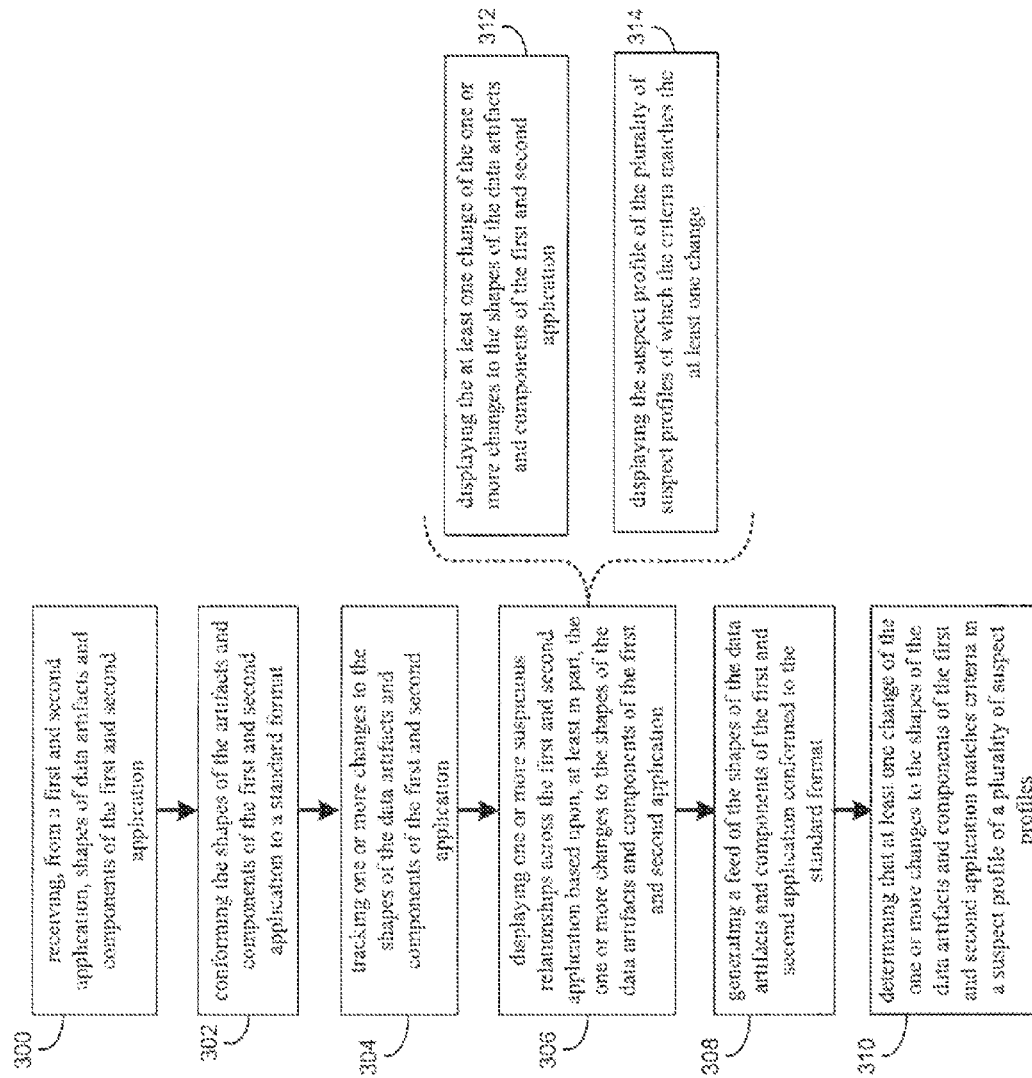 300
receiving, from a first and second
application, shapes of data artifacts and
components of the first and second
application
302
conforming the shapes of the artifacts and
components of the first and second
application to a standard format
304
tracking one or more changes to the
shapes of the data artifacts and
components of the first and second
application
306
displaying one or more suspicious
relationships across the first and second
application based upon, at least in part, the
one or more changes to the shapes of the
data artifacts and components of the first
and second application
312
displaying the at least one change of the one or
more changes to the shapes of the data artifacts
and components of the first and second
application
314
displaying the suspect profile of the plurality of
suspect profiles of which the criteria matches the
at least one change
308
generating a feed of the shapes of the data
artifacts and components of the first and
second application conformed to the
standard format
310
determining that at least one change of the
one or more changes to the shapes of the
data artifacts and components of the first
and second application matches criteria in
a suspect profile of a plurality of suspect
profiles